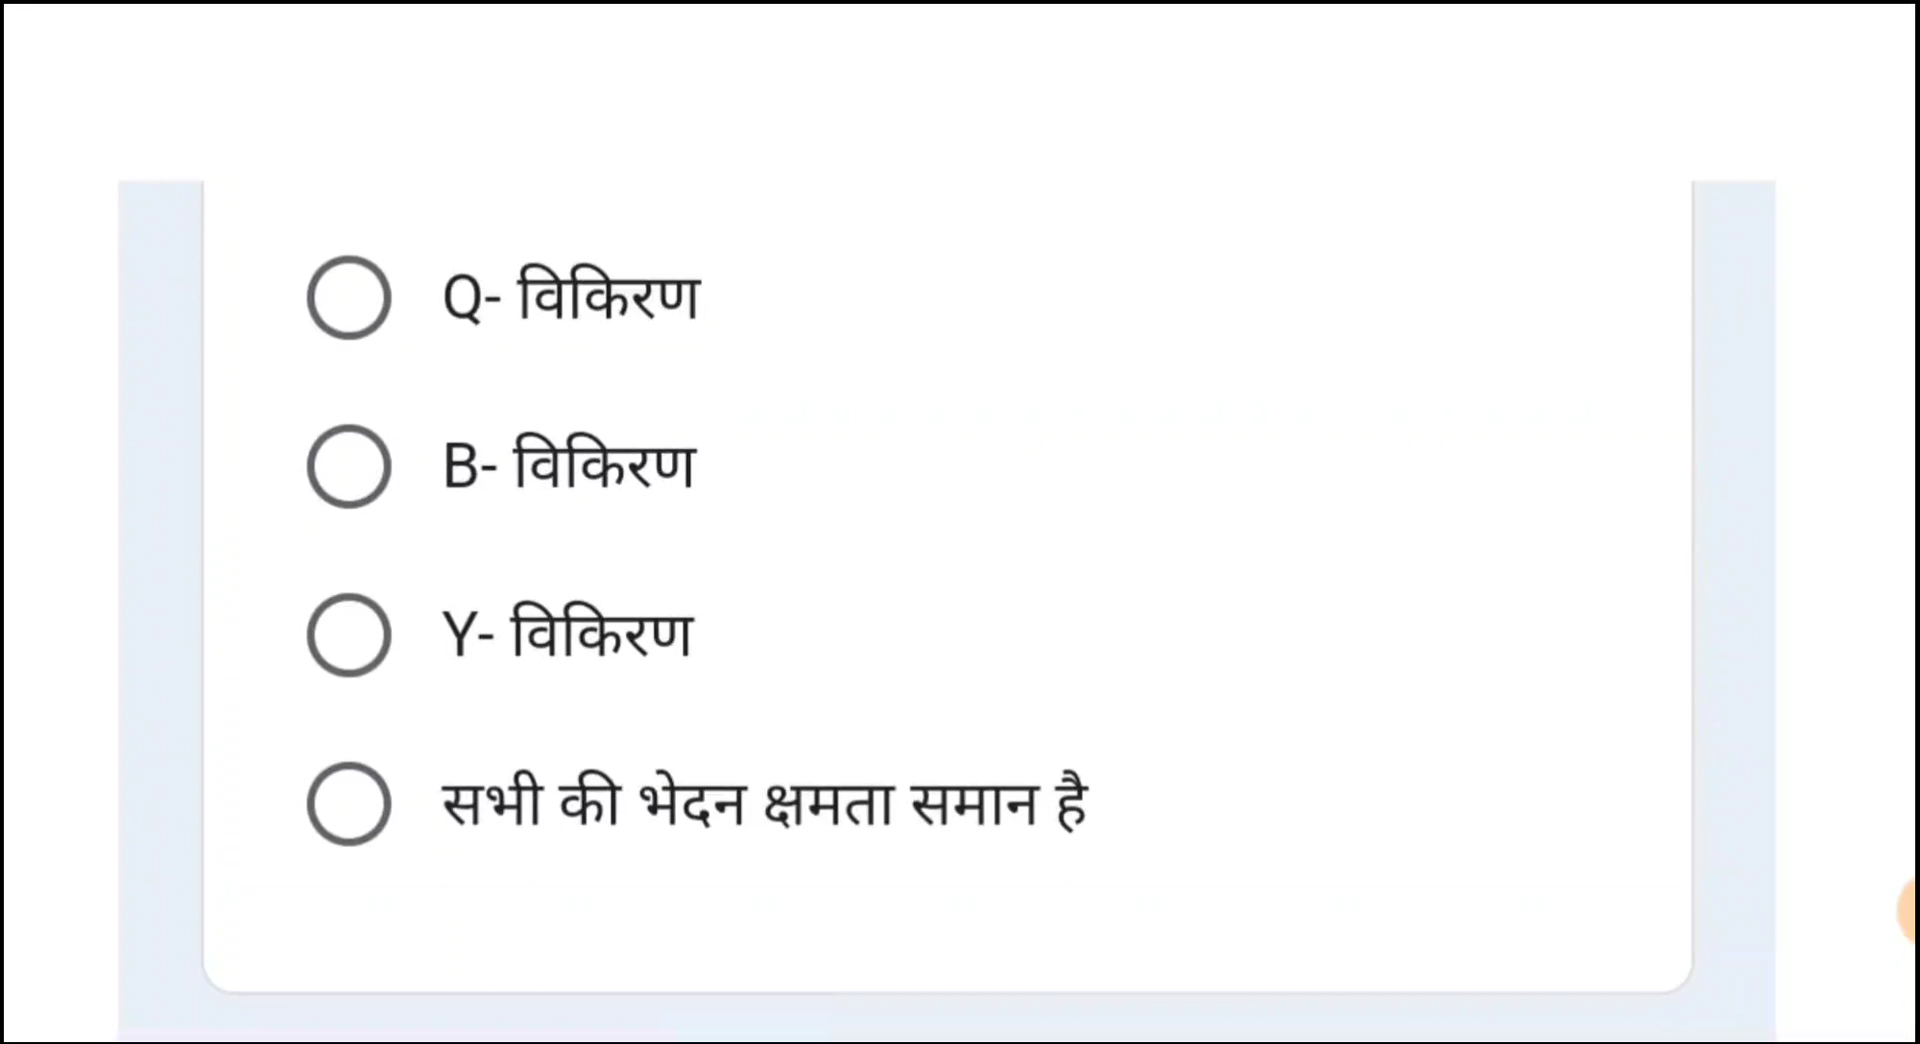 Q- विकिरण
B- विकिरण
Y- विकिरण
सभी की भेदन क्षमता समान है